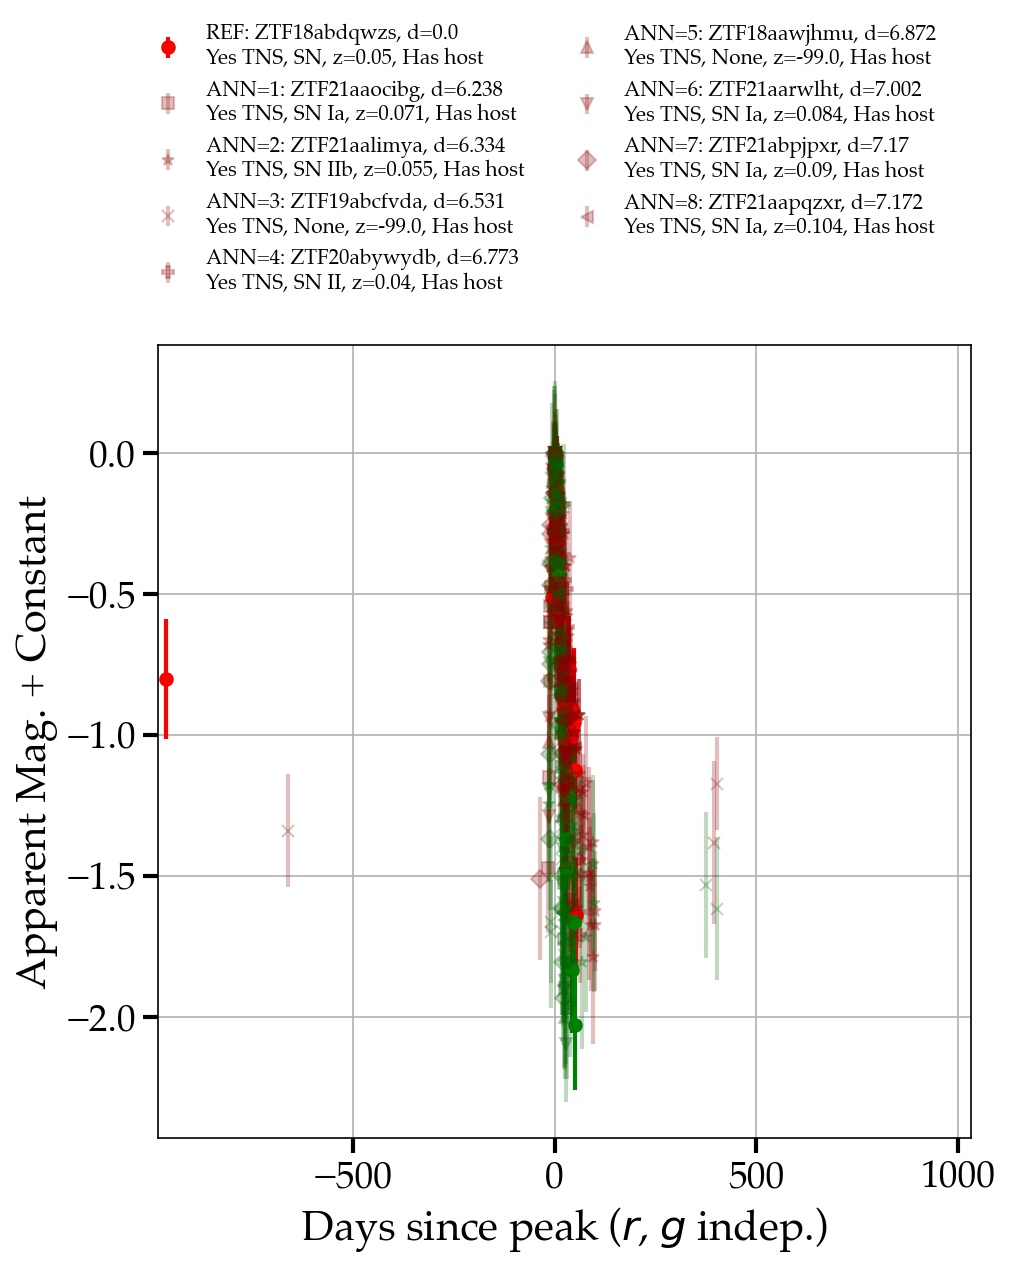 REF: ZTF18abdqwzs, d=0.0
Yes TNS, SN, z=0.05, Has host
ANN=1: ZTF21aaocibg, d=6.238
Yes TNS, SN Ia, z=0.071, Has host
ANN=2: ZTF21aalimya, d=6.334
Yes TNS, SN IIb, z=0.055, Has host
ANN=3: ZTF19abcfvda, d=6.531
Yes TNS, None, z=-99.0, Has host
ANN=4: ZTF20abywydb, d=6.773
Yes TNS, SN II, z=0.04, Has host
ANN=5: ZTF18aawjhmu, d=6.872
Yes TNS, None, z=-99.0, Has host
ANN=6: ZTF21aarwlht, d=7.002
Yes TNS, SN Ia, z=0.084, Has host
ANN=7: ZTF21abpjpxr, d=7.17
Yes TNS, SN Ia, z=0.09, Has host
ANN=8: ZTF21aapqzxr, d=7.172
Yes TNS, SN Ia, z=0.104, Has host
Apparent Mag. + Constant
0.0
−0.5
−1.0
−1.5
−2.0
−500
0
500
1000
Days since peak (r, g indep.)